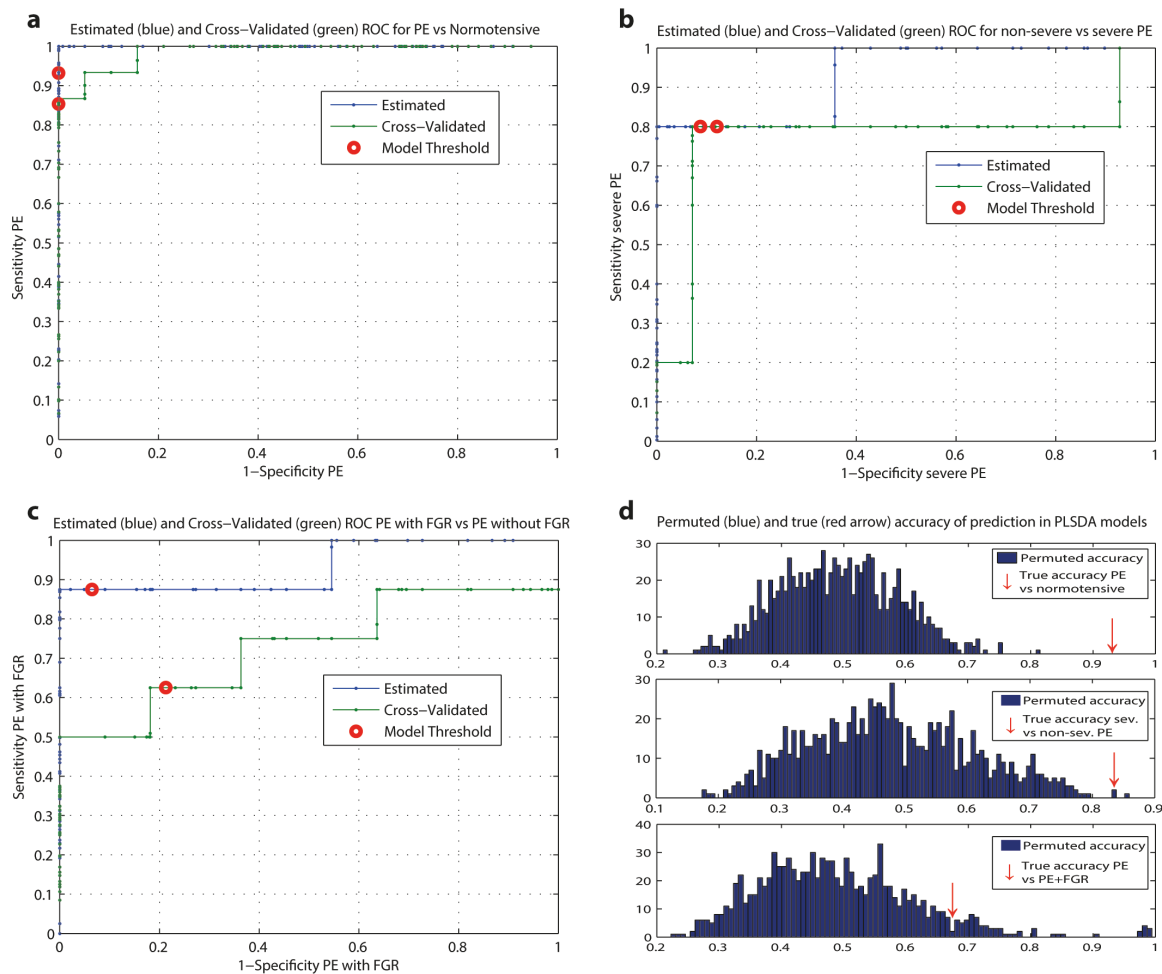 a
Estimated (blue) and Cross−Validated (green) ROC for PE vs Normotensive
1
0.9
0.8
0.7
0.6
0.5
0.4
0.3
0.2
0.1
0
Sensitivity PE
Estimated
Cross−Validated
Model Threshold
0 0.2 0.4 0.6 0.8 1
1−Specificity PE
b
Estimated (blue) and Cross−Validated (green) ROC for non-severe vs severe PE
1
0.9
0.8
0.7
0.6
0.5
0.4
0.3
0.2
0.1
0
Sensitivity severe PE
Estimated
Cross−Validated
Model Threshold
0 0.2 0.4 0.6 0.8 1
1−Specificity severe PE
c
Estimated (blue) and Cross−Validated (green) ROC PE with FGR vs PE without FGR
1
0.9
0.8
0.7
0.6
0.5
0.4
0.3
0.2
0.1
0
Sensitivity PE with FGR
Estimated
Cross−Validated
Model Threshold
0 0.2 0.4 0.6 0.8 1
1−Specificity PE with FGR
d
Permuted (blue) and true (red arrow) accuracy of prediction in PLSDA models
30
20
10
0
Permuted accuracy
True accuracy PE
vs normotensive
0.2 0.3 0.4 0.5 0.6 0.7 0.8 0.9 1
30
20
10
0
Permuted accuracy
True accuracy sev.
vs non-sev. PE
0.1 0.2 0.3 0.4 0.5 0.6 0.7 0.8 0.9
40
30
20
10
0
Permuted accuracy
True accuracy PE
vs PE+FGR
0.2 0.3 0.4 0.5 0.6 0.7 0.8 0.9 1